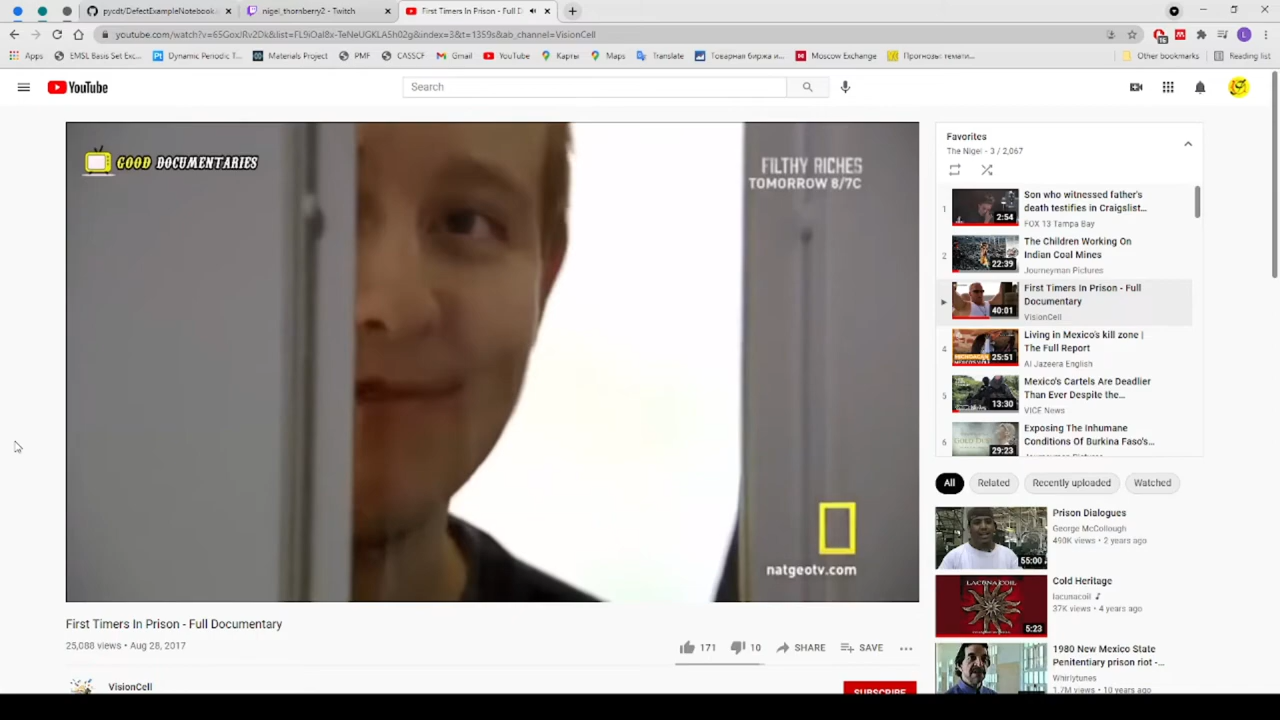 pycdt/DefectExampleNotebook
nigel_thornberry2 - Twitch
First Timers In Prison - Full D
youtube.com/watch?v=65GoxIRv2Dk&list=FL9iOal8x-TeNeUGKLA5h02g&index=3&t=1359s&ab_channel=VisionCell
Apps
EMSL Basis Set Exc...
Dynamic Periodic T...
Materials Project
PMF
CASSCF
Gmail
YouTube
Карты
Maps
Translate
Товарная биржа и...
Moscow Exchange
Прогнозы темати...
Other bookmarks
Reading list
YouTube
Search
GOOD DOCUMENTARIES
FILTHY RICHES
TOMORROW 8/7C
natgeotv.com
First Timers In Prison - Full Documentary
25,088 views • Aug 28, 2017
171
10
SHARE
SAVE
VisionCell
SUBSCRIBE
Favorites
The Nigel - 3 / 2,067
1
2:54
Son who witnessed father's
death testifies in Craigslist...
FOX 13 Tampa Bay
2
22:39
The Children Working On
Indian Coal Mines
Journeyman Pictures
40:01
First Timers In Prison - Full
Documentary
VisionCell
4
25:51
Living in Mexico's kill zone |
The Full Report
Al Jazeera English
5
13:30
Mexico's Cartels Are Deadlier
Than Ever Despite the...
VICE News
6
29:23
Exposing The Inhumane
Conditions Of Burkina Faso's...
Journeyman Pictures
All
Related
Recently uploaded
Watched
55:00
Prison Dialogues
George McCollough
490K views • 2 years ago
LACUNA COIL
5:23
Cold Heritage
lacunacoil
37K views • 4 years ago
1980 New Mexico State
Penitentiary prison riot -...
Whirlytunes
1.7M views • 10 years ago